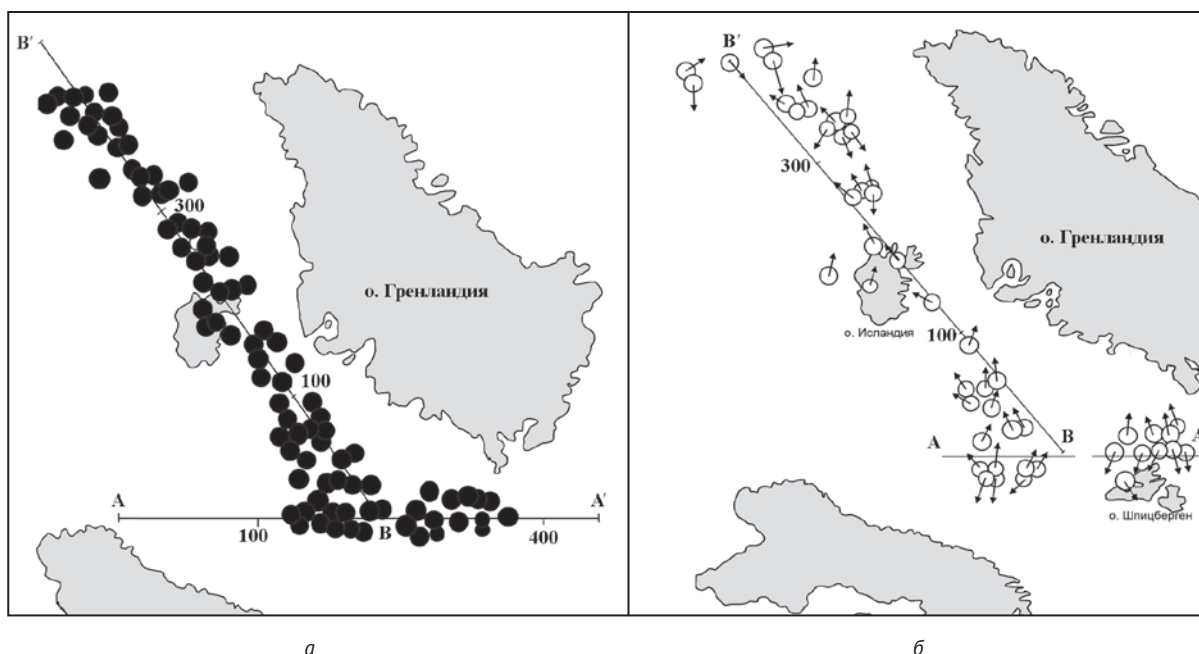 B'
300
о. Гренландия
100
A
B
A'
100
400
B'
300
о. Гренландия
о. Исландия
100
A
B
A
о. Шпицберген
а
б